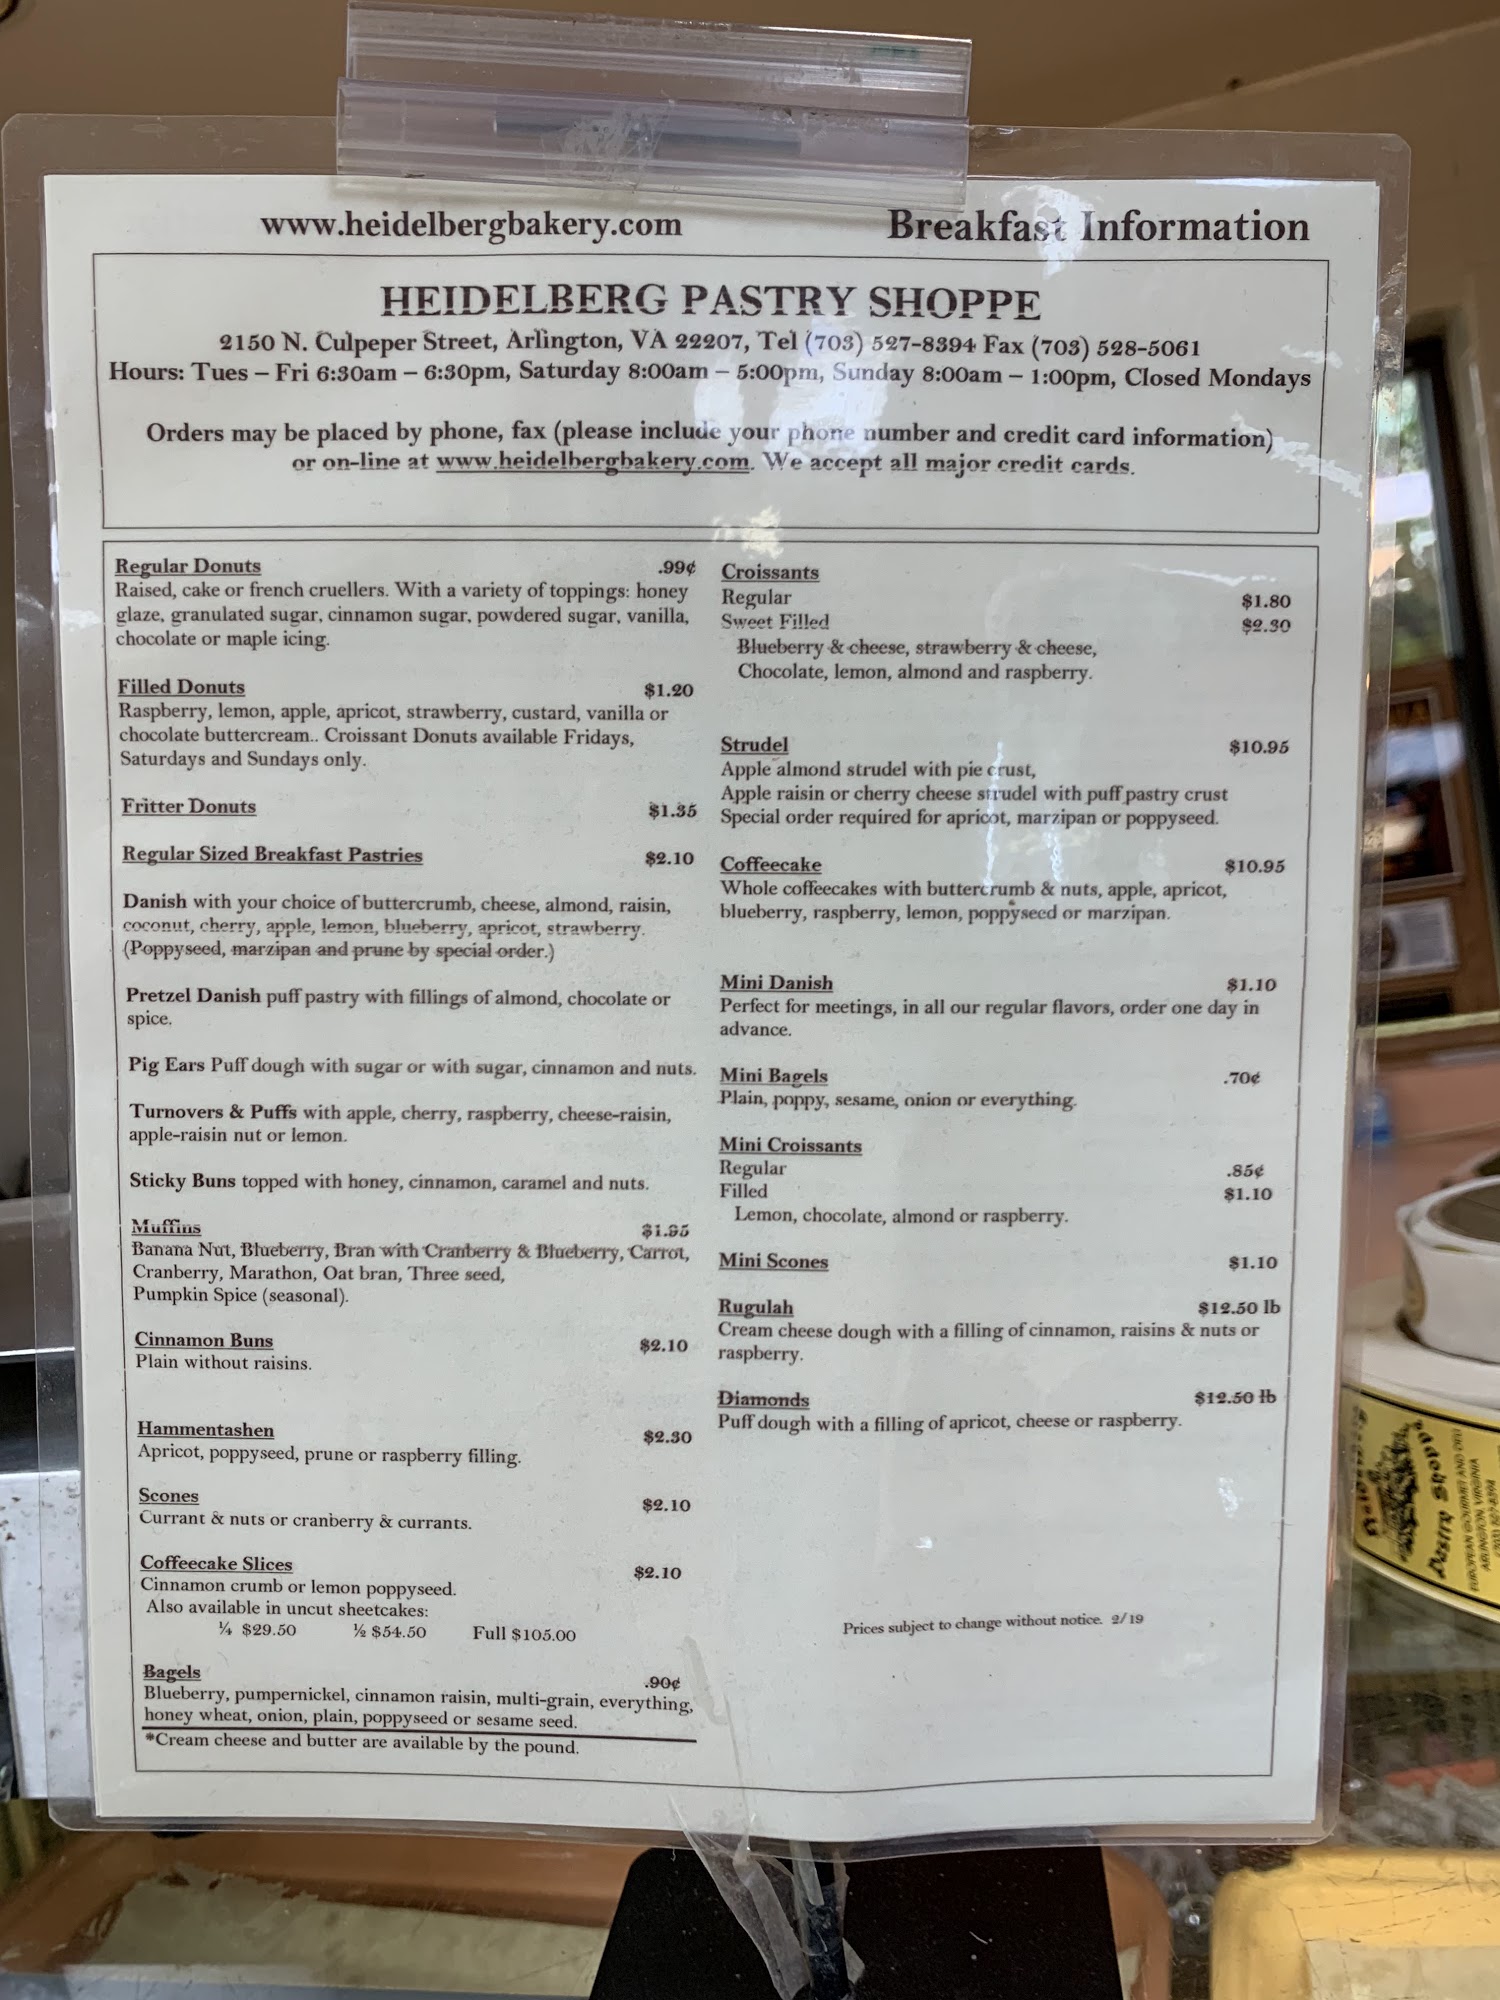 www.heidelbergbakery.com
Breakfast Information
HEIDELBERG PASTRY SHOPPE
2150 N. Culpeper Street, Arlington, VA 22207, Tel (703) 527-8394 Fax (703) 528-5061
Hours: Tues – Fri 6:30am – 6:30pm, Saturday 8:00am – 5:00pm, Sunday 8:00am – 1:00pm, Closed Mondays
Orders may be placed by phone, fax (please include your phone number and credit card information)
or on-line at www.heidelbergbakery.com. We accept all major credit cards.
Regular Donuts .99¢
Raised, cake or french cruellers. With a variety of toppings: honey
glaze, granulated sugar, cinnamon sugar, powdered sugar, vanilla,
chocolate or maple icing.
Filled Donuts $1.20
Raspberry, lemon, apple, apricot, strawberry, custard, vanilla or
chocolate buttercream.. Croissant Donuts available Fridays,
Saturdays and Sundays only.
Fritter Donuts $1.35
Regular Sized Breakfast Pastries $2.10
Danish with your choice of buttercrumb, cheese, almond, raisin,
coconut, cherry, apple, lemon, blueberry, apricot, strawberry.
(Poppyseed, marzipan and prune by special order.)
Pretzel Danish puff pastry with fillings of almond, chocolate or
spice.
Pig Ears Puff dough with sugar or with sugar, cinnamon and nuts.
Turnovers & Puffs with apple, cherry, raspberry, cheese-raisin,
apple-raisin nut or lemon.
Sticky Buns topped with honey, cinnamon, caramel and nuts.
Muffins
Banana Nut, Blueberry, Bran with Cranberry & Blueberry, Carrot,
Cranberry, Marathon, Oat bran, Three seed,
Pumpkin Spice (seasonal).
Cinnamon Buns $2.10
Plain without raisins.
Hammentashen $2.30
Apricot, poppyseed, prune or raspberry filling.
Scones $2.10
Currant & nuts or cranberry & currants.
Coffeecake Slices $2.10
Cinnamon crumb or lemon poppyseed.
Also available in uncut sheetcakes:
¼ $29.50 ½ $54.50 Full $105.00
Bagels .90¢
Blueberry, pumpernickel, cinnamon raisin, multi-grain, everything,
honey wheat, onion, plain, poppyseed or sesame seed.
*Cream cheese and butter are available by the pound.
Croissants
Regular $1.80
Sweet Filled $2.30
Blueberry & cheese, strawberry & cheese,
Chocolate, lemon, almond and raspberry.
Strudel $10.95
Apple almond strudel with pie crust,
Apple raisin or cherry cheese strudel with puff pastry crust
Special order required for apricot, marzipan or poppyseed.
Coffeecake $10.95
Whole coffeecakes with buttercrumb & nuts, apple, apricot,
blueberry, raspberry, lemon, poppyseed or marzipan.
Mini Danish $1.10
Perfect for meetings, in all our regular flavors, order one day in
advance.
Mini Bagels .70¢
Plain, poppy, sesame, onion or everything.
Mini Croissants
Regular .85¢
Filled $1.10
Lemon, chocolate, almond or raspberry.
Mini Scones $1.10
Rugulah $12.50 lb
Cream cheese dough with a filling of cinnamon, raisins & nuts or
raspberry.
Diamonds $12.50 lb
Puff dough with a filling of apricot, cheese or raspberry.
Prices subject to change without notice. 2/19
Pastry Shoppe
EUROPEAN GOURMET AND DELI
ARLINGTON, VIRGINIA
(703) 527-8394